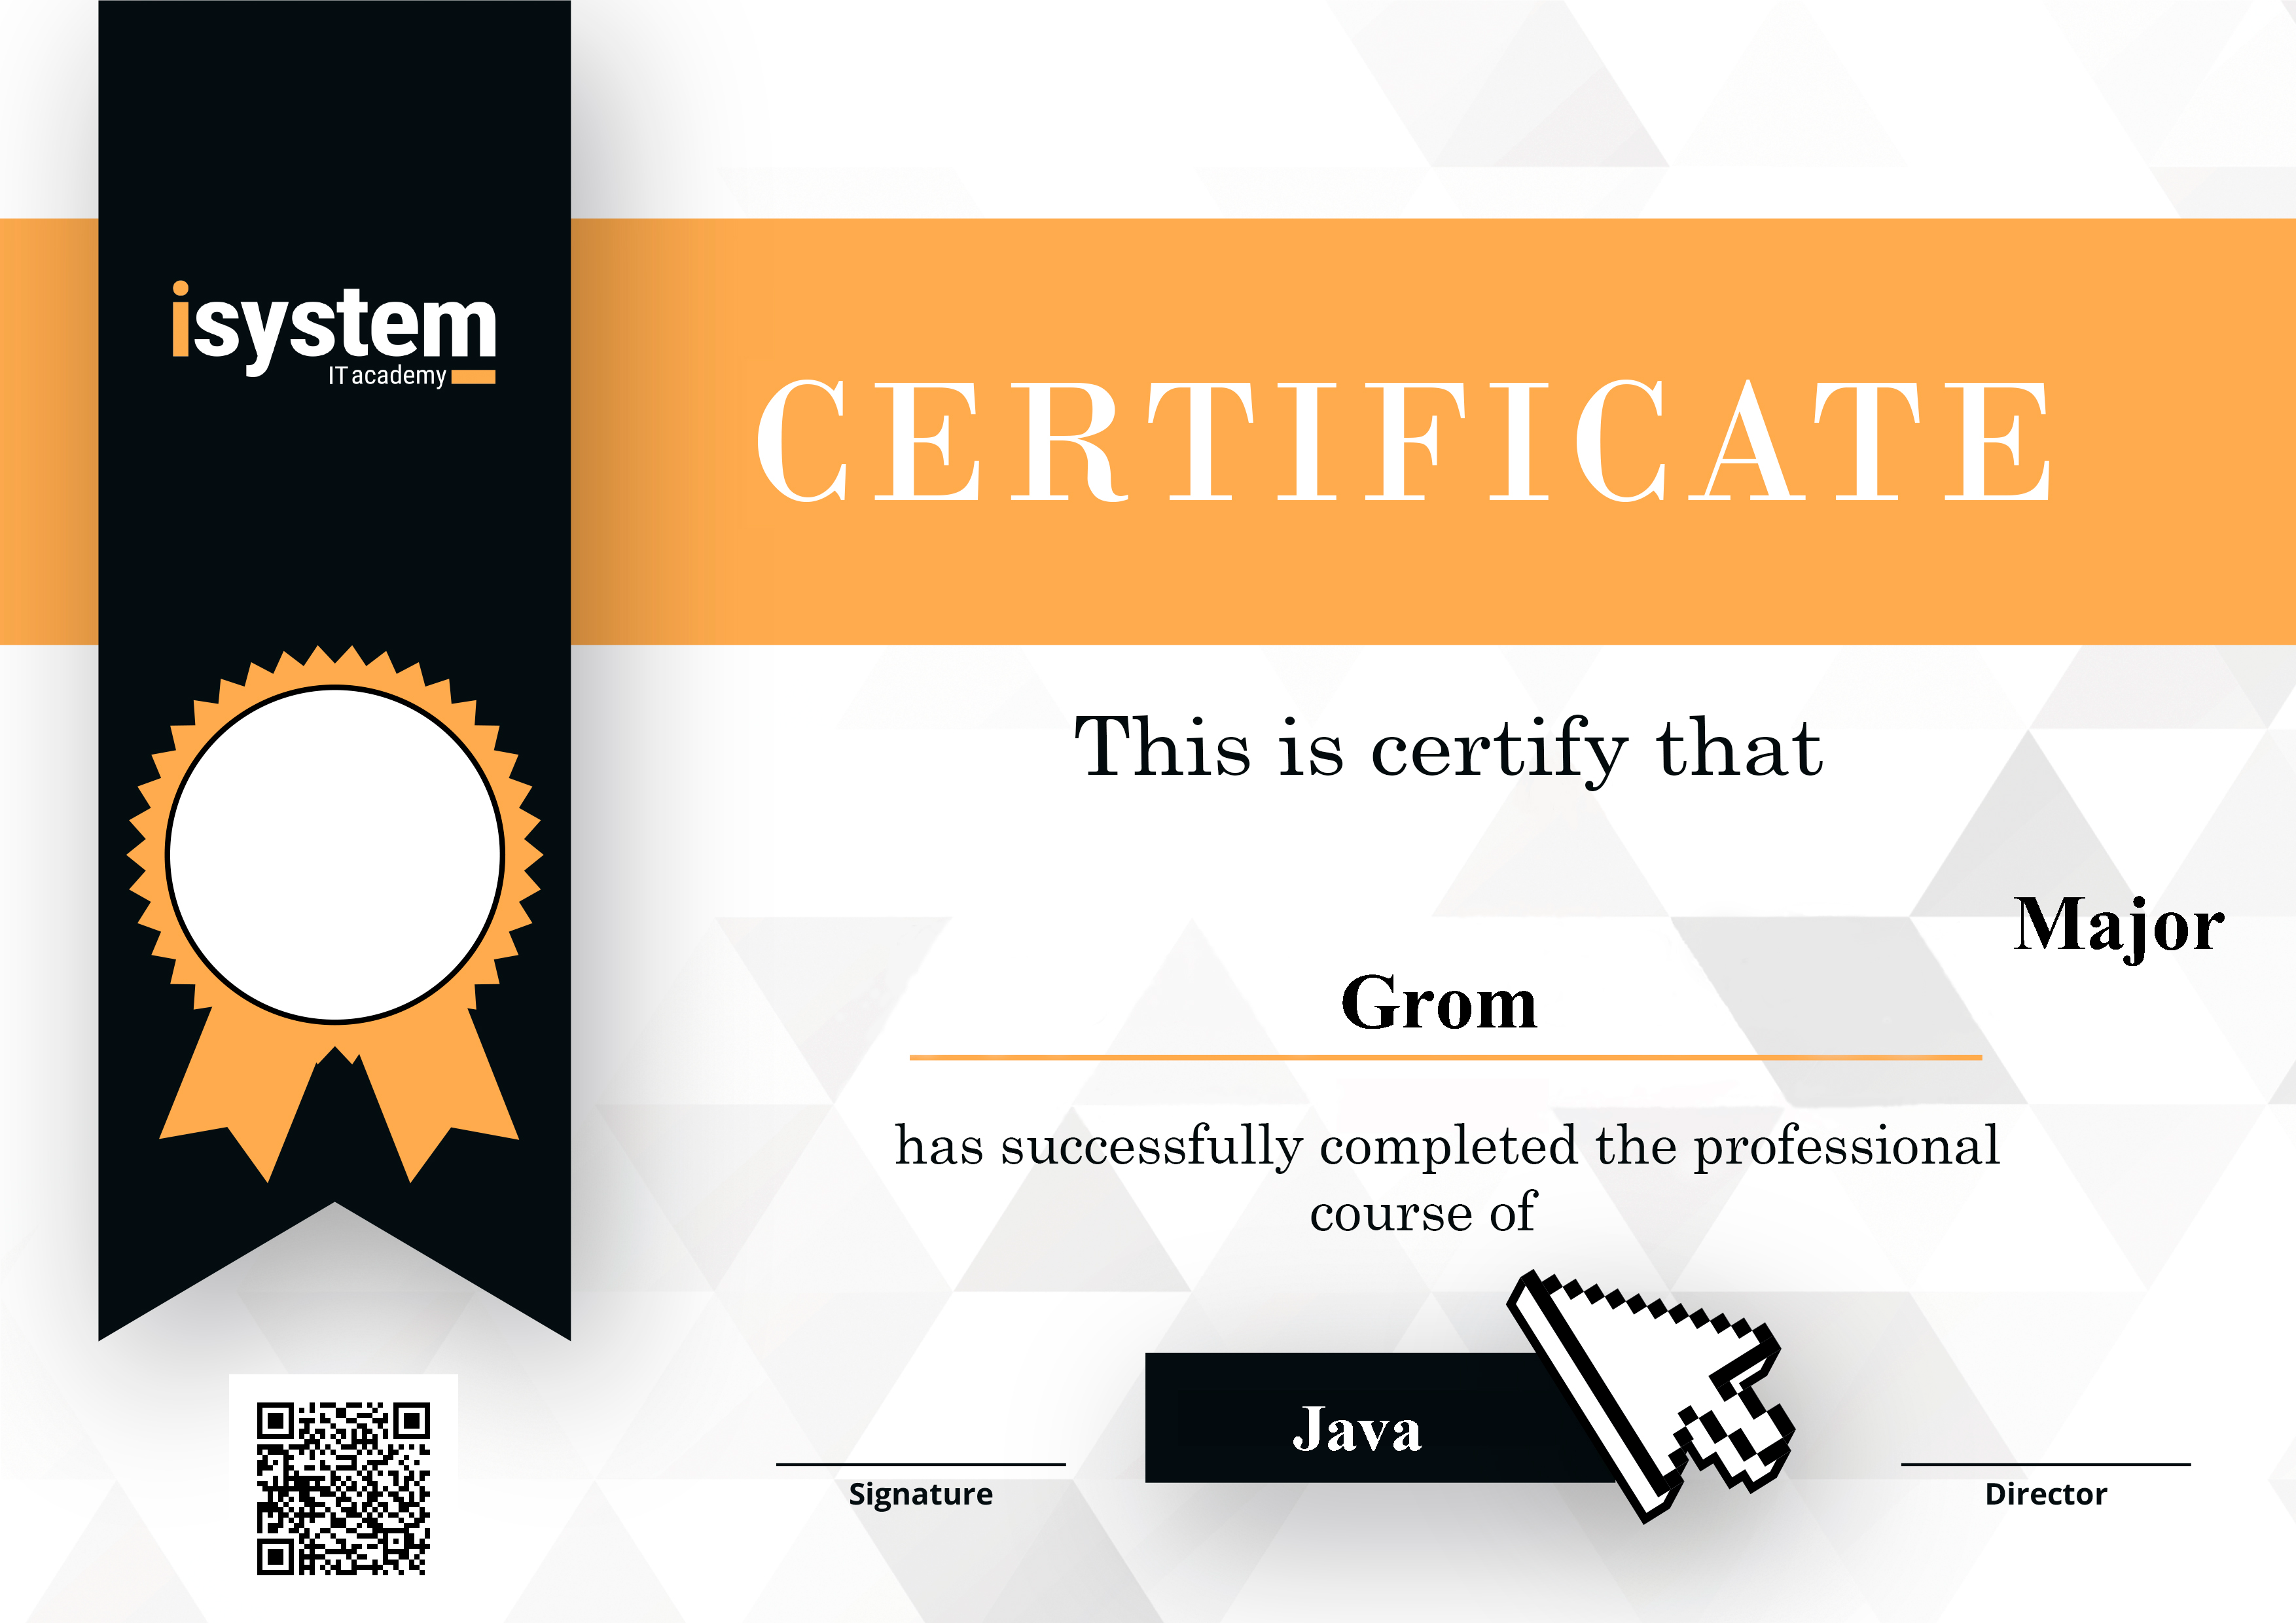 isystem
IT academy
CERTIFICATE
This is certify that
Major
Grom
has successfully completed the professional
course of
Java
Signature
Director